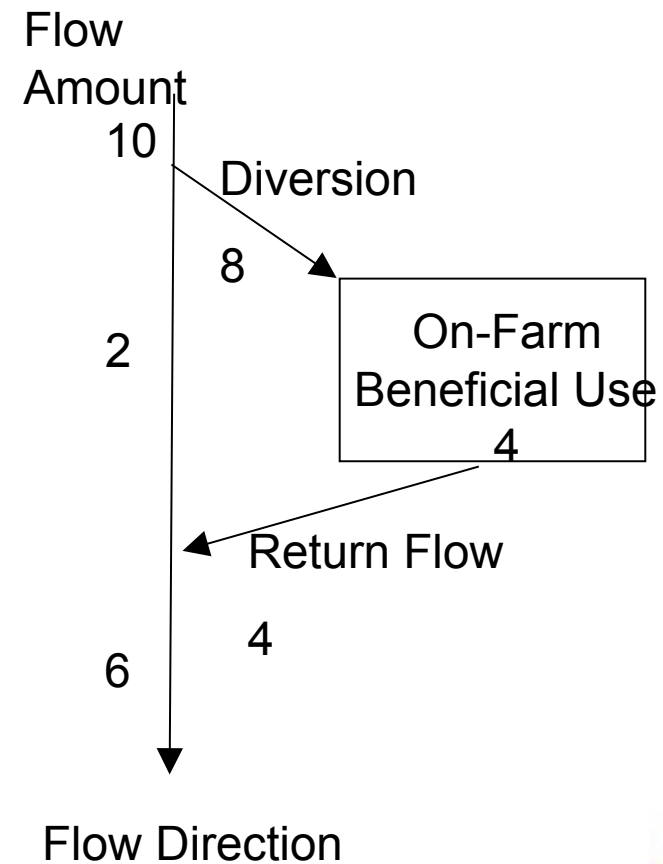 Flow
Amount
10
Diversion
8
2
On-Farm
Beneficial Use
4
Return Flow
4
6
Flow Direction